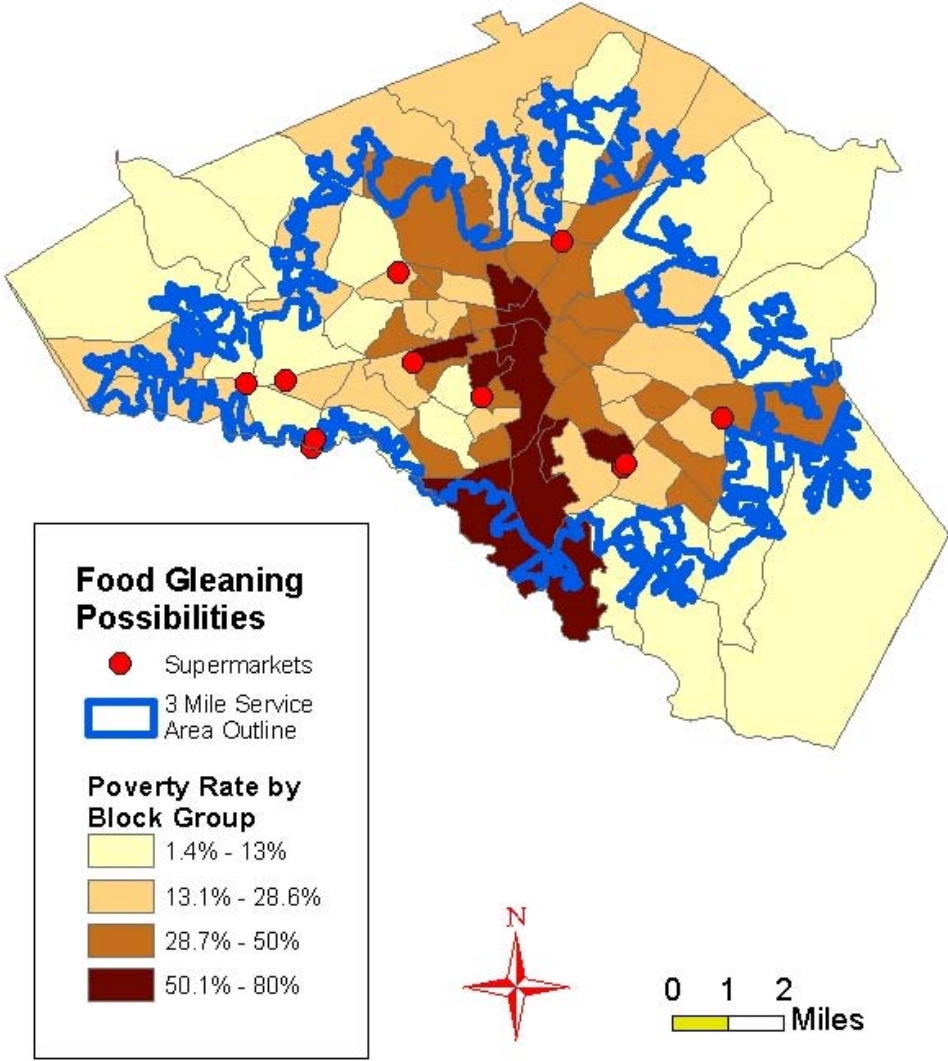 Food Gleaning
Possibilities
Supermarkets
3 Mile Service
Area Outline
Poverty Rate by
Block Group
1.4% - 13%
13.1% - 28.6%
28.7% - 50%
50.1% - 80%
N
0 1 2
Miles